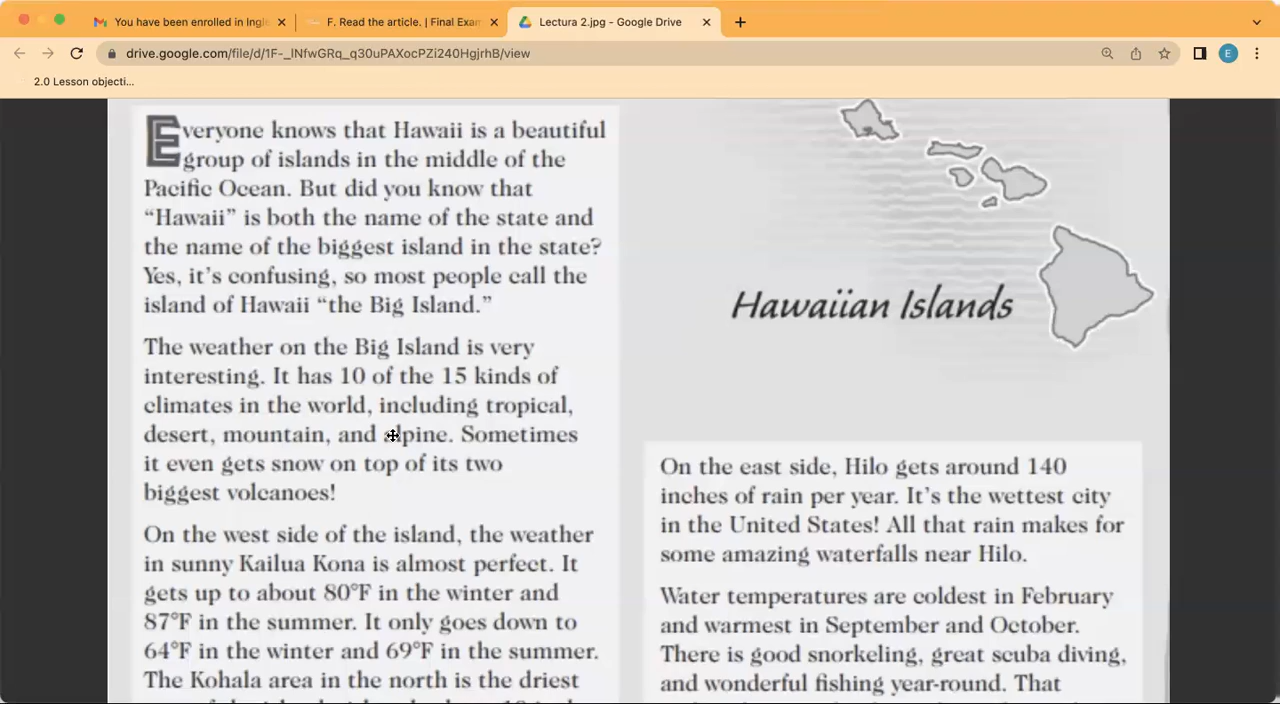 You have been enrolled in Ingl
F. Read the article. | Final Exa
Lectura 2.jpg - Google Drive
drive.google.com/file/d/1F-_lNfwGRq_q30uPAXocPZi240HgjrhB/view
E
2.0 Lesson objecti...
Everyone knows that Hawaii is a beautiful
group of islands in the middle of the
Pacific Ocean. But did you know that
“Hawaii” is both the name of the state and
the name of the biggest island in the state?
Yes, it’s confusing, so most people call the
island of Hawaii “the Big Island.”
The weather on the Big Island is very
interesting. It has 10 of the 15 kinds of
climates in the world, including tropical,
desert, mountain, and alpine. Sometimes
it even gets snow on top of its two
biggest volcanoes!
On the west side of the island, the weather
in sunny Kailua Kona is almost perfect. It
gets up to about 80°F in the winter and
87°F in the summer. It only goes down to
64°F in the winter and 69°F in the summer.
The Kohala area in the north is the driest
Hawaiian Islands
On the east side, Hilo gets around 140
inches of rain per year. It’s the wettest city
in the United States! All that rain makes for
some amazing waterfalls near Hilo.
Water temperatures are coldest in February
and warmest in September and October.
There is good snorkeling, great scuba diving,
and wonderful fishing year-round. That